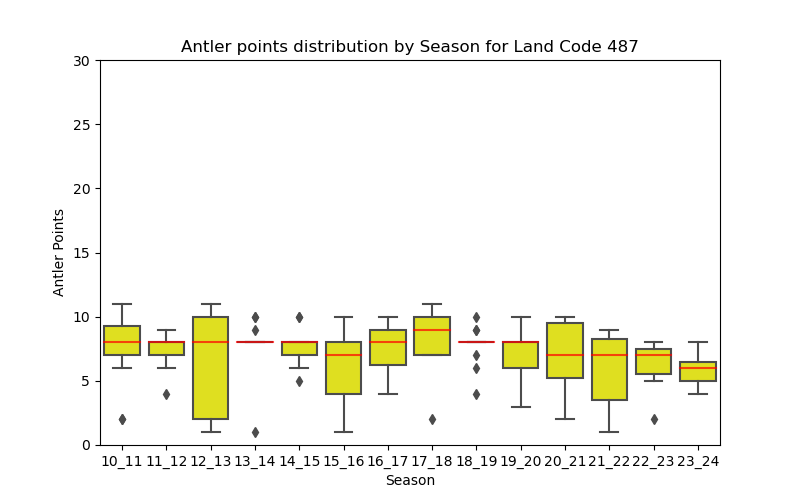 Antler points distribution by Season for Land Code 487
30
25
20
15
10
5
0
Antler Points
10_11 11_12 12_13 13_14 14_15 15_16 16_17 17_18 18_19 19_20 20_21 21_22 22_23 23_24
Season